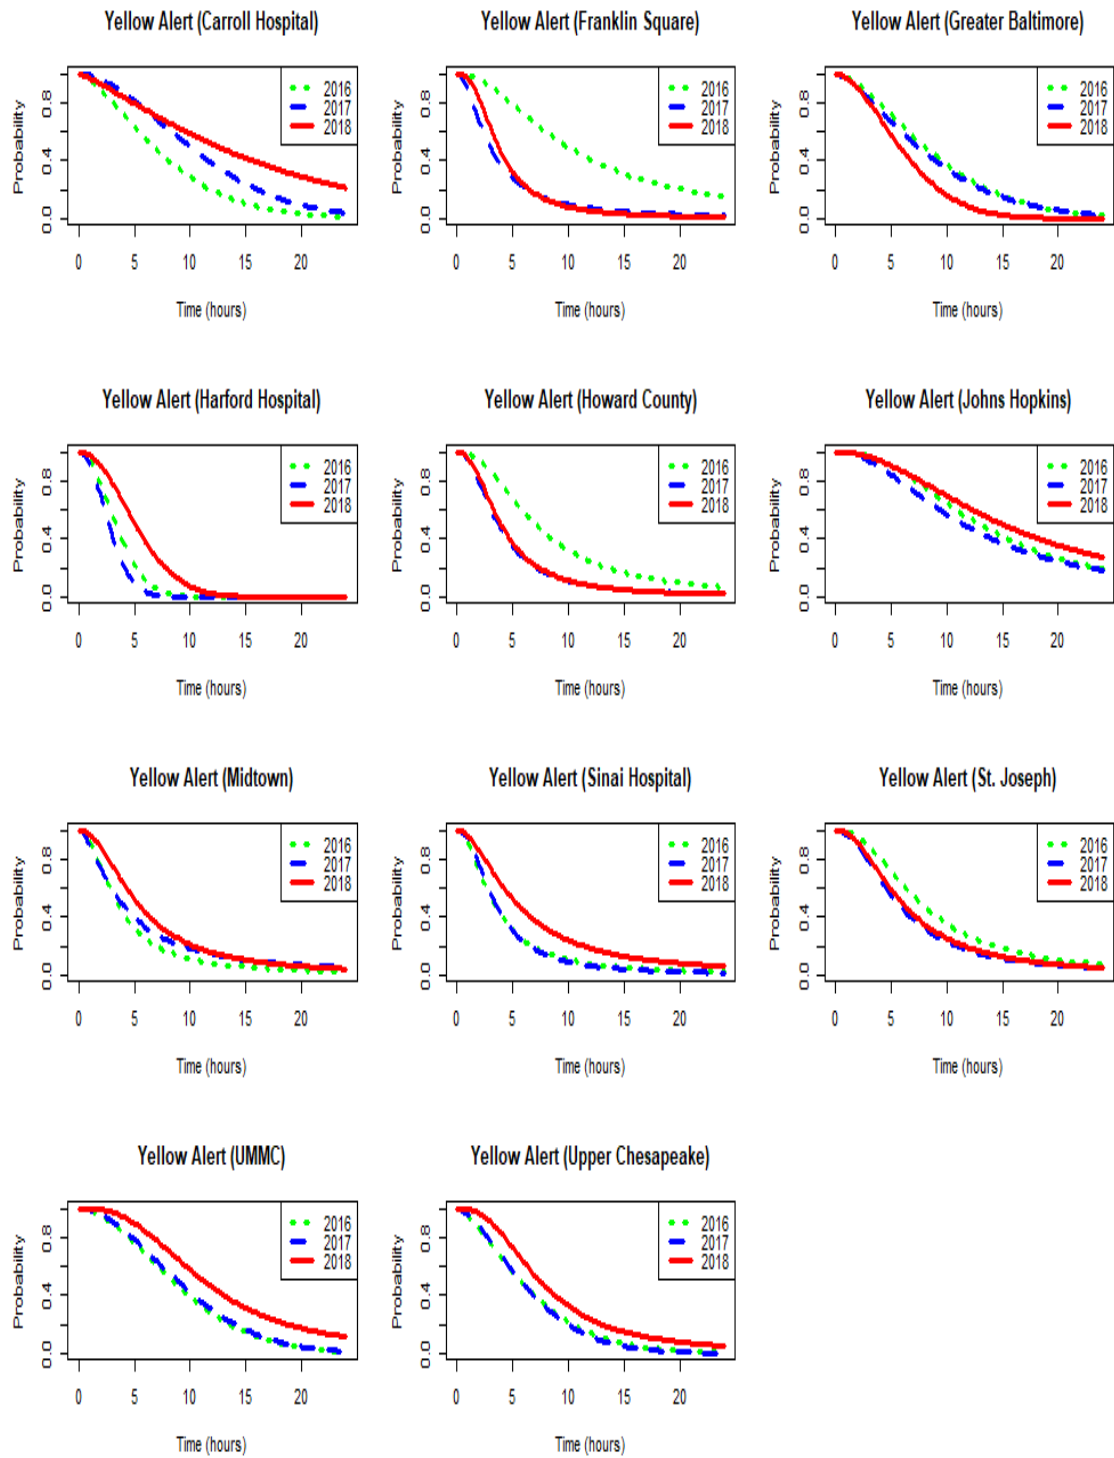 Yellow Alert (Carroll Hospital)
Probability
0.0 0.4 0.8
2016
2017
2018
0 5 10 15 20
Time (hours)
Yellow Alert (Franklin Square)
Probability
0.0 0.4 0.8
2016
2017
2018
0 5 10 15 20
Time (hours)
Yellow Alert (Greater Baltimore)
Probability
0.0 0.4 0.8
2016
2017
2018
0 5 10 15 20
Time (hours)
Yellow Alert (Harford Hospital)
Probability
0.0 0.4 0.8
2016
2017
2018
0 5 10 15 20
Time (hours)
Yellow Alert (Howard County)
Probability
0.0 0.4 0.8
2016
2017
2018
0 5 10 15 20
Time (hours)
Yellow Alert (Johns Hopkins)
Probability
0.0 0.4 0.8
2016
2017
2018
0 5 10 15 20
Time (hours)
Yellow Alert (Midtown)
Probability
0.0 0.4 0.8
2016
2017
2018
0 5 10 15 20
Time (hours)
Yellow Alert (Sinai Hospital)
Probability
0.0 0.4 0.8
2016
2017
2018
0 5 10 15 20
Time (hours)
Yellow Alert (St. Joseph)
Probability
0.0 0.4 0.8
2016
2017
2018
0 5 10 15 20
Time (hours)
Yellow Alert (UMMC)
Probability
0.0 0.4 0.8
2016
2017
2018
0 5 10 15 20
Time (hours)
Yellow Alert (Upper Chesapeake)
Probability
0.0 0.4 0.8
2016
2017
2018
0 5 10 15 20
Time (hours)